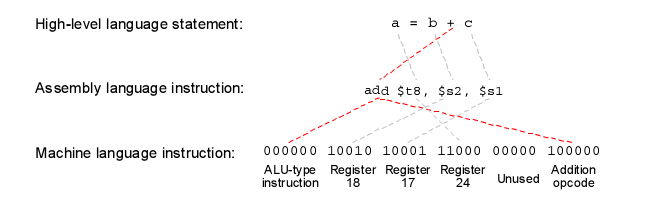 High-level language statement: a = b + c
Assembly language instruction: add $t8, $s2, $s1
Machine language instruction: 000000 10010 10001 11000 00000 100000
ALU-type instruction Register 18 Register 17 Register 24 Unused Addition opcode